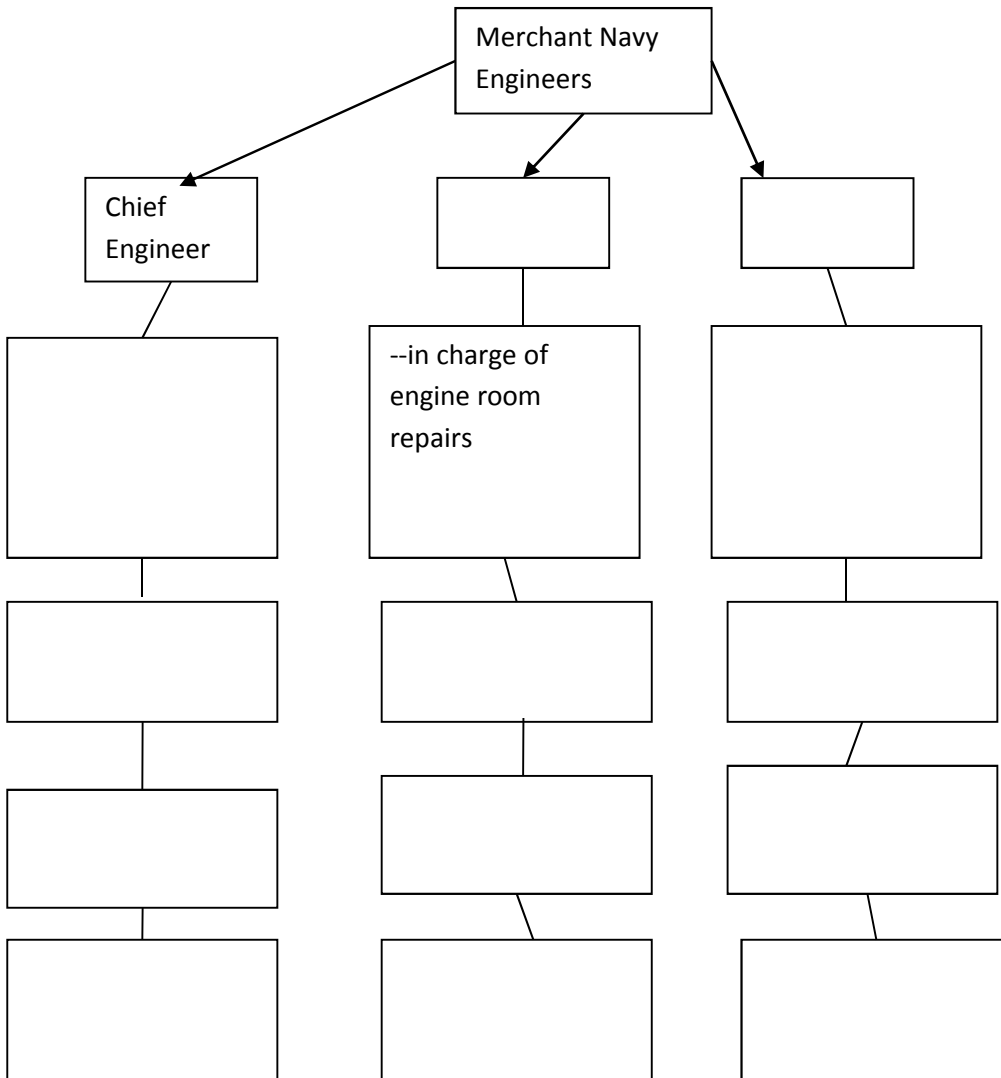 Merchant Navy
Engineers
Chief
Engineer
--in charge of
engine room
repairs